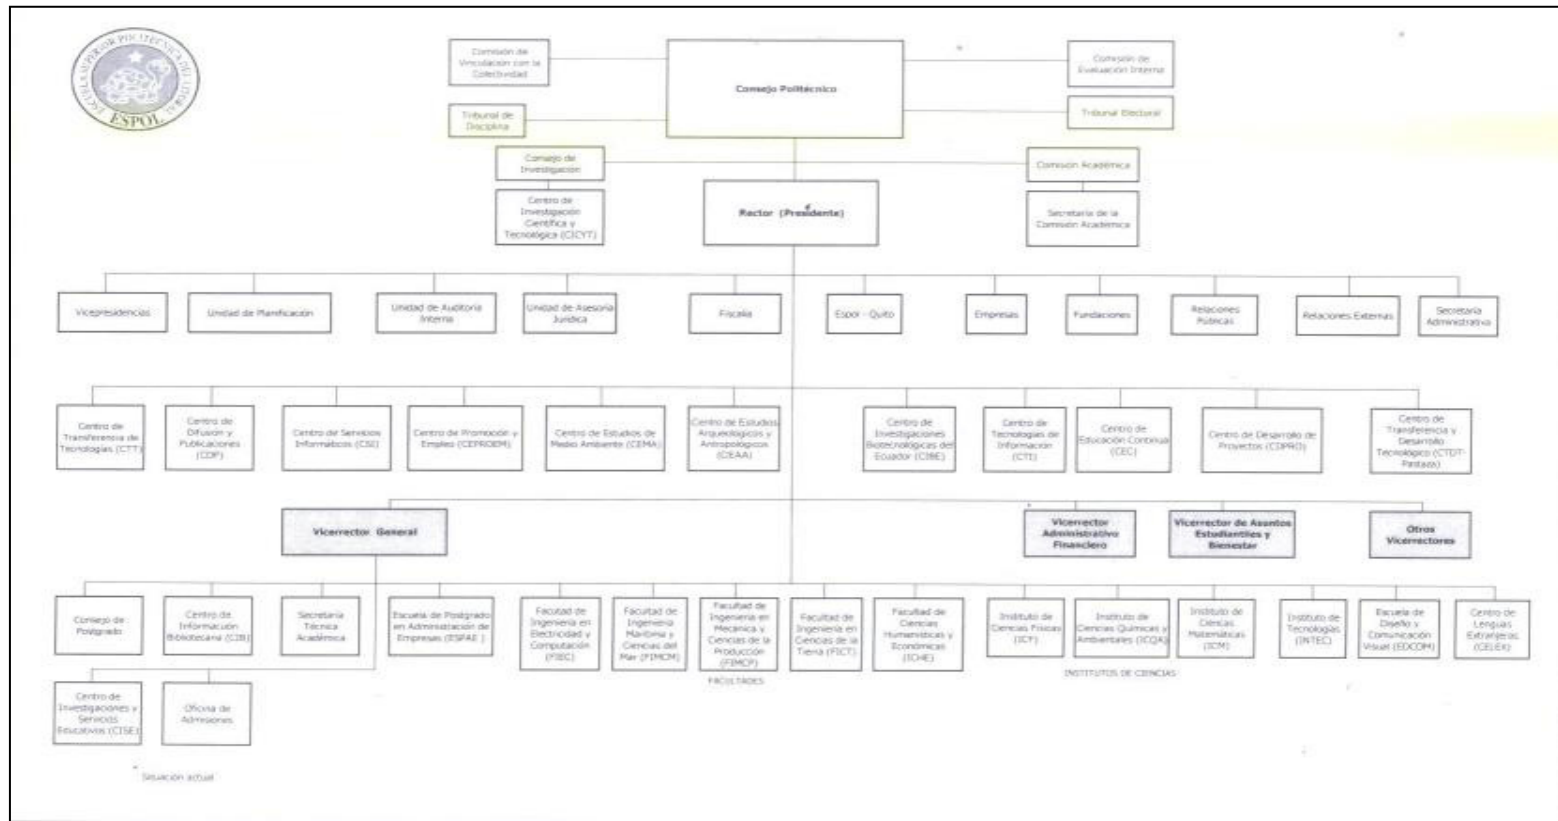 ESCUELA SUPERIOR POLITECNICA DEL LITORAL
ESPOL
Comisión de
Vinculación con la
Colectividad
Consejo Politécnico
Comisión de
Evaluación Interna
Tribunal de
Disciplina
Tribunal Electoral
Consejo de
Investigación
Comisión Académica
Centro de
Investigación
Científica y
Tecnológica (CICYT)
Rector (Presidente)
Secretaría de la
Comisión Académica
Vicepresidencias
Unidad de Planificación
Unidad de Auditoría
Interna
Unidad de Asesoría
Jurídica
Fiscalía
Espol - Quito
Empresas
Fundaciones
Relaciones
Públicas
Relaciones Externas
Secretaría
Administrativa
Centro de
Transferencia de
Tecnologías (CTT)
Centro de
Difusión y
Publicaciones
(CDP)
Centro de Servicios
Informáticos (CSI)
Centro de Promoción y
Empleo (CEPROEM)
Centro de Estudios de
Medio Ambiente (CEMA)
Centro de Estudios
Arqueológicos y
Antropológicos
(CEAA)
Centro de
Investigaciones
Biotecnológicas del
Ecuador (CIBE)
Centro de
Tecnologías de
Información
(CTI)
Centro de
Educación Continua
(CEC)
Centro de Desarrollo de
Proyectos (CDPRO)
Centro de
Transferencia y
Desarrollo
Tecnológico (CTDT-
Pastaza)
Vicerrector General
Vicerrector
Administrativo
Financiero
Vicerrector de Asuntos
Estudiantiles y
Bienestar
Otros
Vicerrectores
Consejo de
Postgrado
Centro de
Información
Bibliotecaria (CIB)
Secretaría
Técnica
Académica
Escuela de Postgrado
en Administración de
Empresas (ESPAE )
Facultad de
Ingeniería en
Electricidad y
Computación
(FIEC)
Facultad de
Ingeniería
Marítima y
Ciencias del
Mar (FIMCM)
Facultad de
Ingeniería en
Mecánica y
Ciencias de la
Producción
(FIMCP)
Facultad de
Ingeniería en
Ciencias de la
Tierra (FICT)
Facultad de
Ciencias
Humanísticas y
Económicas
(ICHE)
Instituto de
Ciencias Físicas
(ICF)
Instituto de
Ciencias Químicas y
Ambientales (ICQA)
Instituto de
Ciencias
Matemáticas
(ICM)
Instituto de
Tecnologías
(INTEC)
Escuela de
Diseño y
Comunicación
Visual (EDCOM)
Centro de
Lenguas
Extranjeras
(CELEX)
FACULTADES
INSTITUTOS DE CIENCIAS
Centro de
Investigaciones y
Servicios
Educativos (CISE)
Oficina de
Admisiones
Situación actual